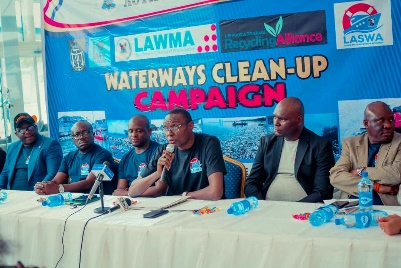 LAWMA
Recycling Alliance
LASWA
WATERWAYS CLEAN-UP
CAMPAIGN